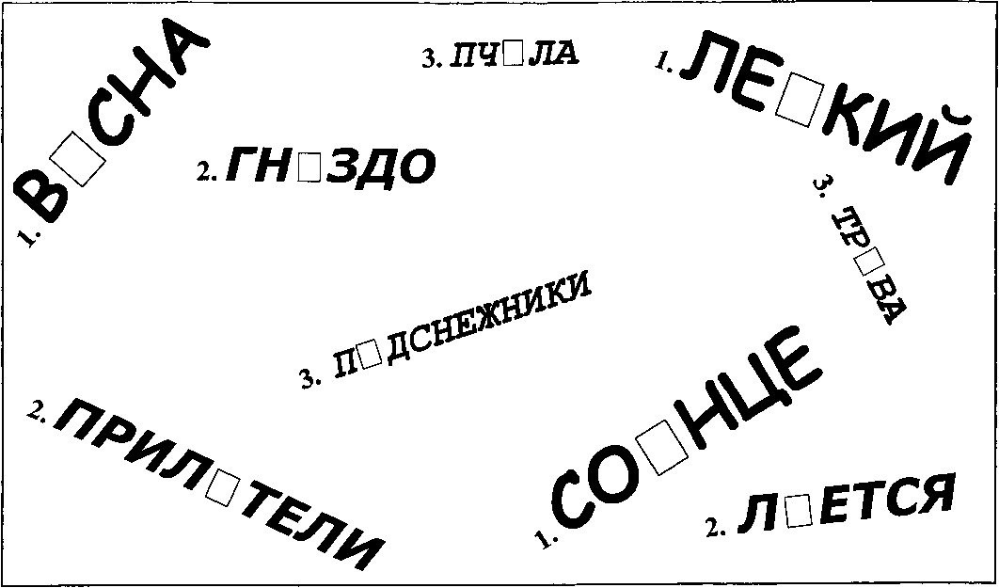 1. В□СНА
3. ПЧ□ЛА
1. ЛЕ□КИЙ
2. ГН□ЗДО
3. ТР□ВА
3. П□ДСНЕЖНИКИ
2. ПРИЛ□ТЕЛИ
1. СО□НЦЕ
2. Л□ЕТСЯ